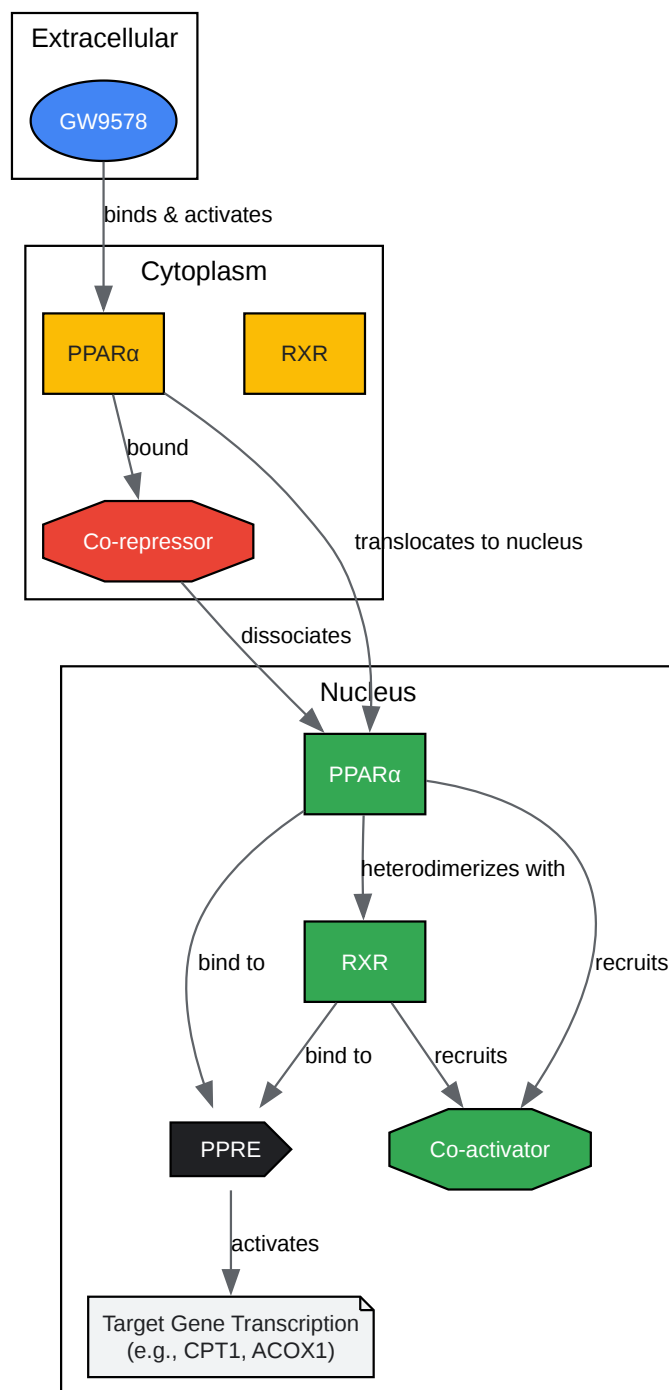 Extracellular
GW9578
binds & activates
Cytoplasm
PPARα
RXR
bound
Co-repressor
translocates to nucleus
dissociates
Nucleus
PPARα
heterodimerizes with
RXR
bind to
recruits
bind to
recruits
PPRE
Co-activator
activates
Target Gene Transcription
(e.g., CPT1, ACOX1)